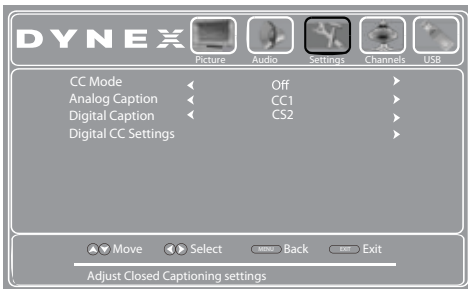 DYNEX
Picture Audio Settings Channels USB
CC Mode Off
Analog Caption CC1
Digital Caption CS2
Digital CC Settings
Move Select MENU Back EXIT Exit
Adjust Closed Captioning settings